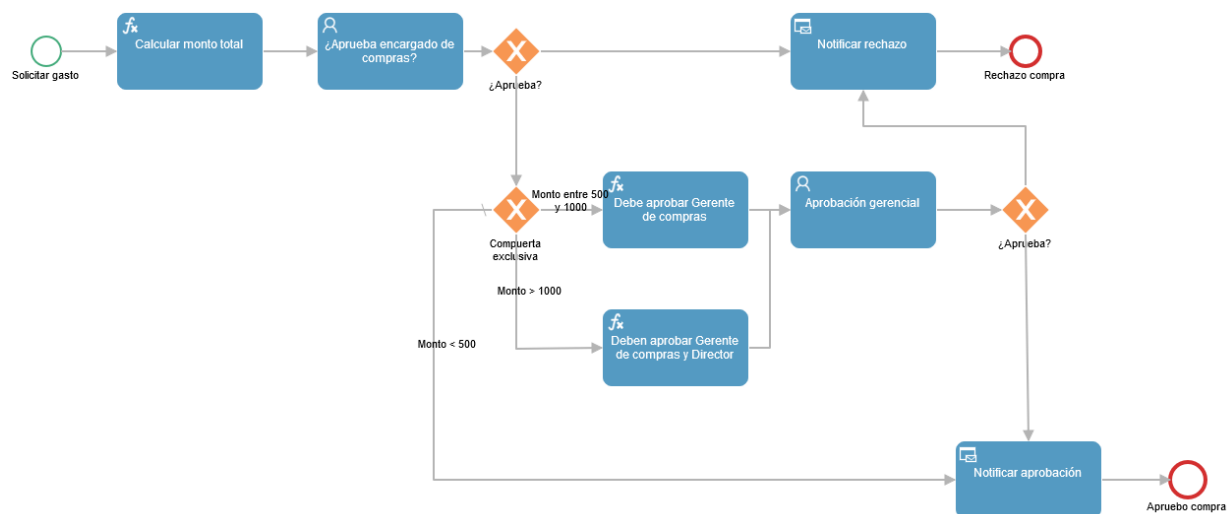 Solicitar gasto
Calcular monto total
¿Aprueba encargado de
compras?
¿Aprueba?
Notificar rechazo
Rechazo compra
Monto entre 500
y 1000
Compuerta
exclusiva
Debe aprobar Gerente
de compras
Aprobación gerencial
¿Aprueba?
Monto > 1000
Monto < 500
Deben aprobar Gerente
de compras y Director
Notificar aprobación
Apruebo compra